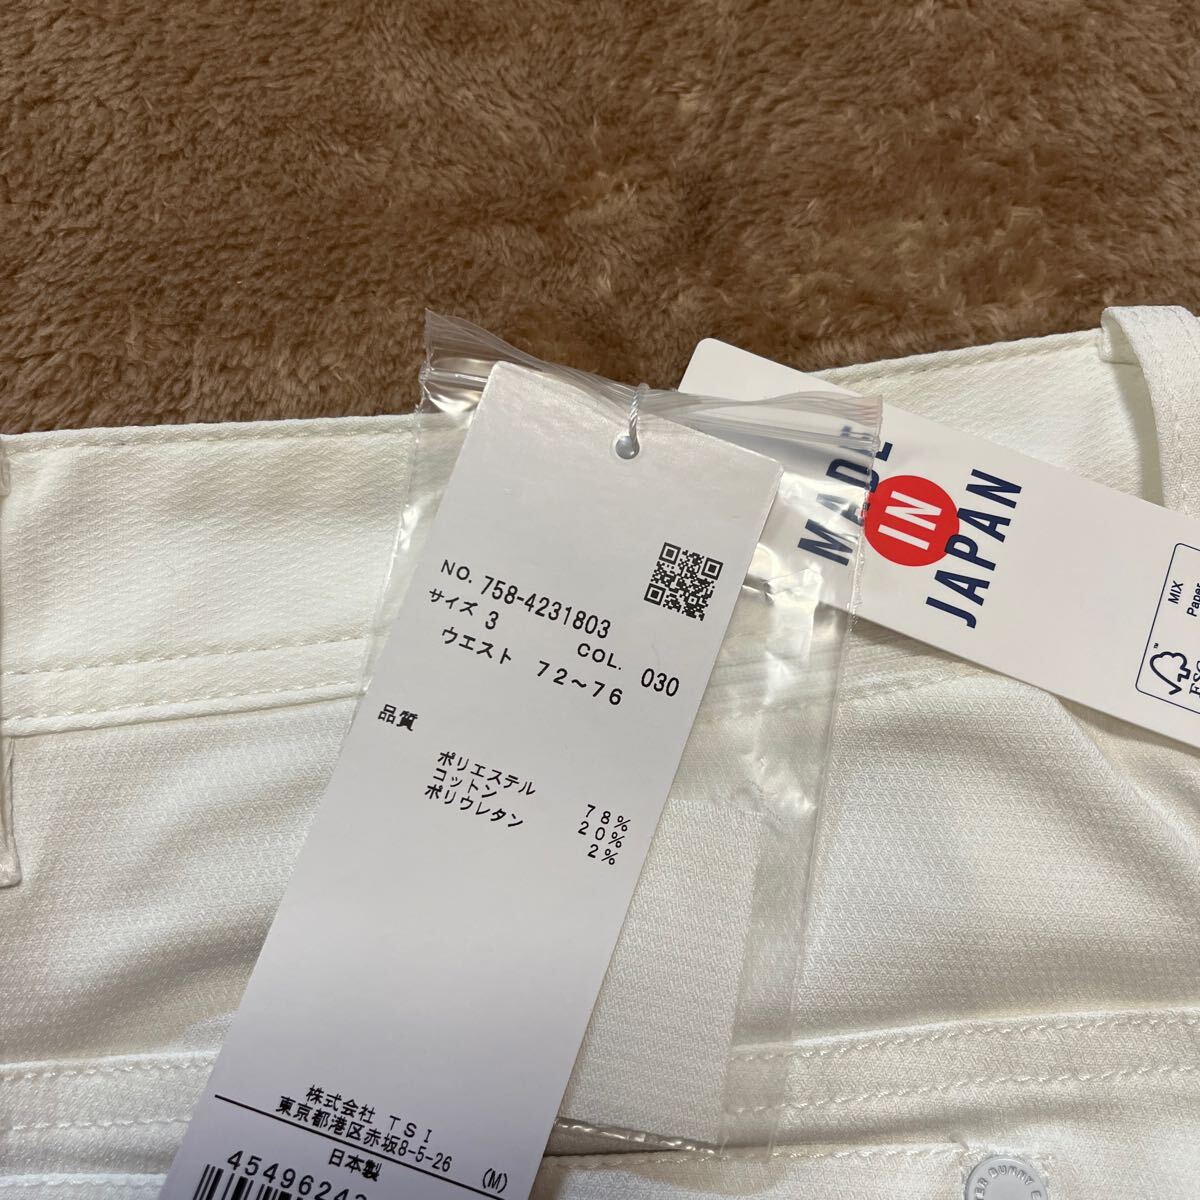 NO. 758-4231803
サイズ 3 COL. 030
ウエスト 72~76
品質
ポリエステル 78%
コットン 20%
ポリウレタン 2%
株式会社 TSI
東京都港区赤坂8-5-26
日本製 (M)
4549624
MADE
IN
JAPAN
MIX
Paper
FSC
BUNNY